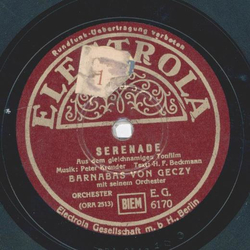 Rundfunk-Uebertragung verboten
ELECTROLA
SERENADE
Aus dem gleichnamigen Tonfilm
Musik: Peter Kreuder Text: H. F. Beckmann
BARNABAS VON GECZY
mit seinem Orchester
ORCHESTER
(ORA 2513)
BIEM
E.G.
6170
Electrola Gesellschaft m. b. H., Berlin